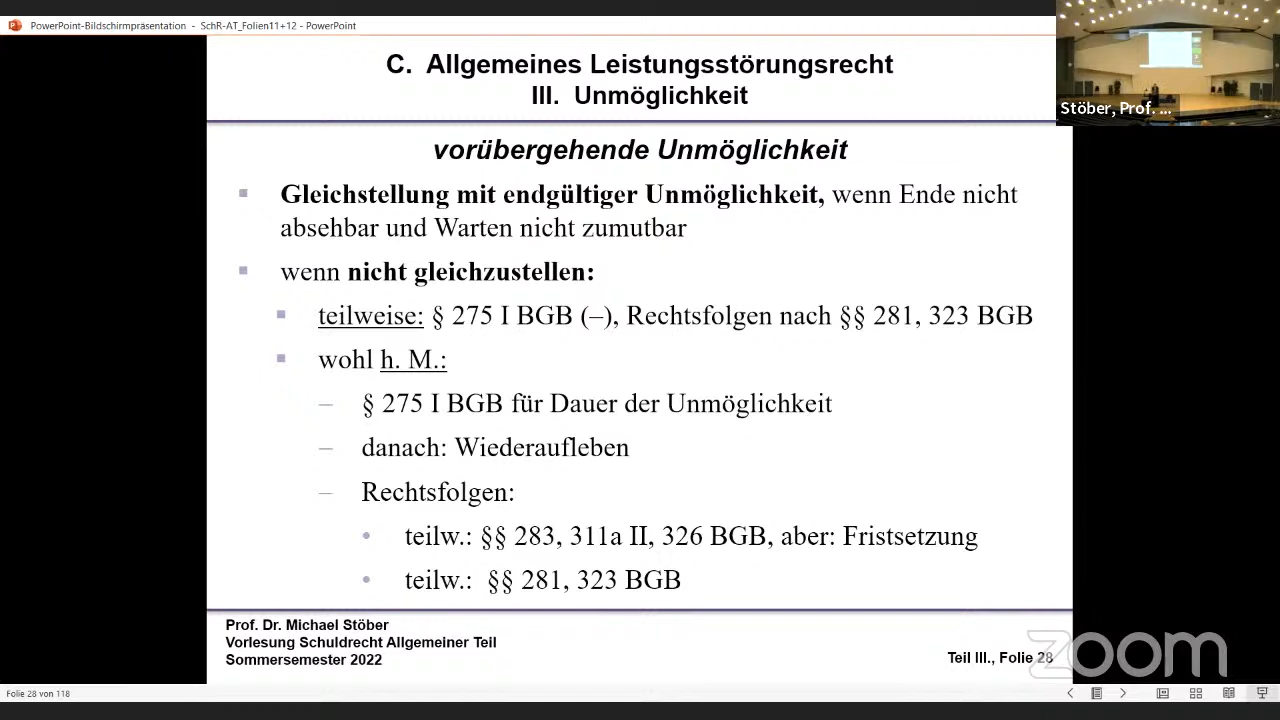 PowerPoint-Bildschirmpräsentation - SchR-AT_Folien11+12 - PowerPoint
Stöber, Prof. ...
C. Allgemeines Leistungsstörungsrecht
III. Unmöglichkeit
vorübergehende Unmöglichkeit
Gleichstellung mit endgültiger Unmöglichkeit, wenn Ende nicht
absehbar und Warten nicht zumutbar
wenn nicht gleichzustellen:
teilweise: § 275 I BGB (–), Rechtsfolgen nach §§ 281, 323 BGB
wohl h. M.:
– § 275 I BGB für Dauer der Unmöglichkeit
– danach: Wiederaufleben
– Rechtsfolgen:
• teilw.: §§ 283, 311a II, 326 BGB, aber: Fristsetzung
• teilw.: §§ 281, 323 BGB
Prof. Dr. Michael Stöber
Vorlesung Schuldrecht Allgemeiner Teil
Sommersemester 2022
Teil III., Folie 28
zoom
Folie 28 von 118